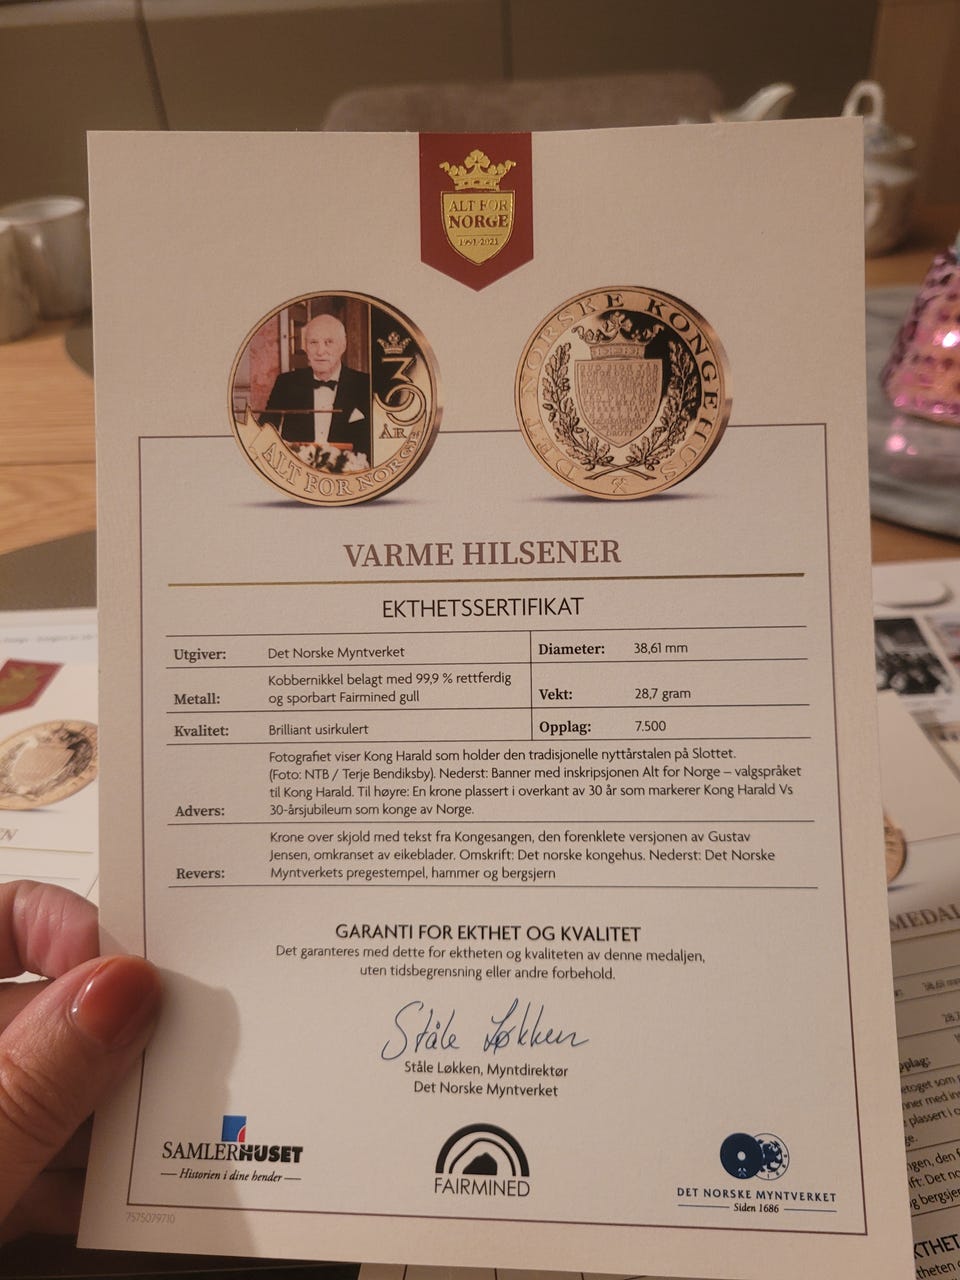 ALT FOR
NORGE
1991-2021
30
ÅR
ALT FOR NORGE
DET NORSKE KONGEHUS
VARME HILSENER
EKTHETSSERTIFIKAT
Utgiver: Det Norske Myntverket
Diameter: 38,61 mm
Metall: Kobbernikkel belagt med 99,9 % rettferdig
og sporbart Fairmined gull
Vekt: 28,7 gram
Kvalitet: Brilliant usirkulert
Opplag: 7.500
Advers: Fotografiet viser Kong Harald som holder den tradisjonelle nyttårstalen på Slottet.
(Foto: NTB / Terje Bendiksby). Nederst: Banner med inskripsjonen Alt for Norge – valgspråket
til Kong Harald. Til høyre: En krone plassert i overkant av 30 år som markerer Kong Harald Vs
30-årsjubileum som konge av Norge.
Revers: Krone over skjold med tekst fra Kongesangen, den forenklete versjonen av Gustav
Jensen, omkranset av eikeblader. Omskrift: Det norske kongehus. Nederst: Det Norske
Myntverkets pregestempel, hammer og bergsjern
GARANTI FOR EKTHET OG KVALITET
Det garanteres med dette for ektheten og kvaliteten av denne medaljen,
uten tidsbegrensning eller andre forbehold.
Ståle Løkken
Ståle Løkken, Myntdirektør
Det Norske Myntverket
SAMLERHUSET
Historien i dine hender
FAIRMINED
DET NORSKE MYNTVERKET
Siden 1686
7575079710